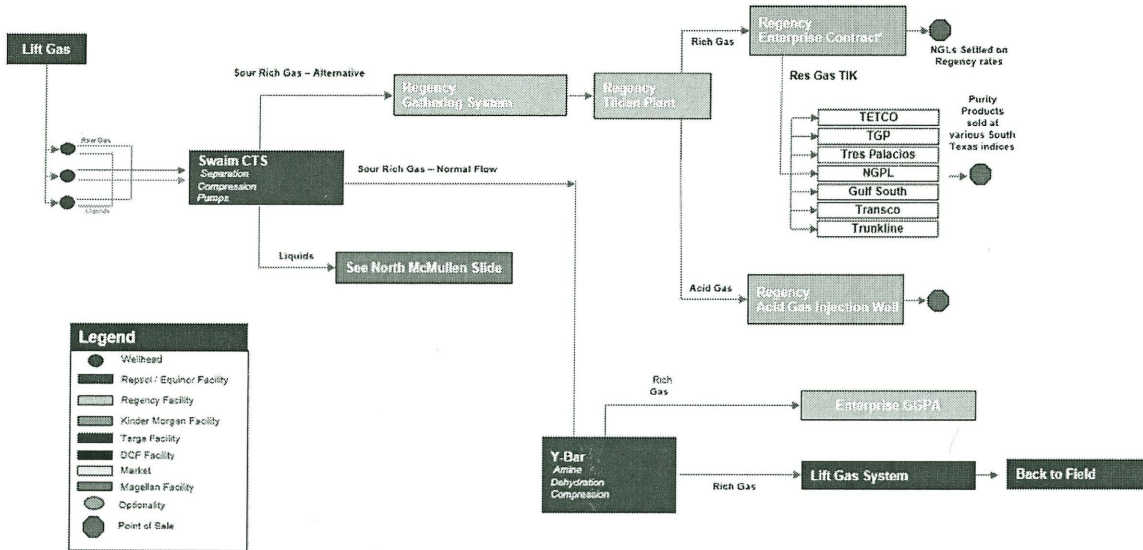 Lift Gas
Raw Gas
Liquids
Swaim CTS
Separation
Compression
Pumps
Sour Rich Gas – Alternative
Regency
Gathering System
Regency
Tilden Plant
Rich Gas
Regency
Enterprise Contract'
NGLs Settled on
Regency rates
Res Gas TIK
TETCO
TGP
Tres Palacios
NGPL
Gulf South
Transco
Trunkline
Purity
Products
sold at
various South
Texas indices
Sour Rich Gas – Normal Flow
Liquids
See North McMullen Slide
Acid Gas
Regency
Acid Gas Injection Well
Rich
Gas
Enterprise GGPA
Y-Bar
Amine
Dehydration
Compression
Rich Gas
Lift Gas System
Back to Field
Legend
Wellhead
Repsol / Equinor Facility
Regency Facility
Kinder Morgan Facility
Targa Facility
DCP Facility
Market
Magellan Facility
Optionality
Point of Sale